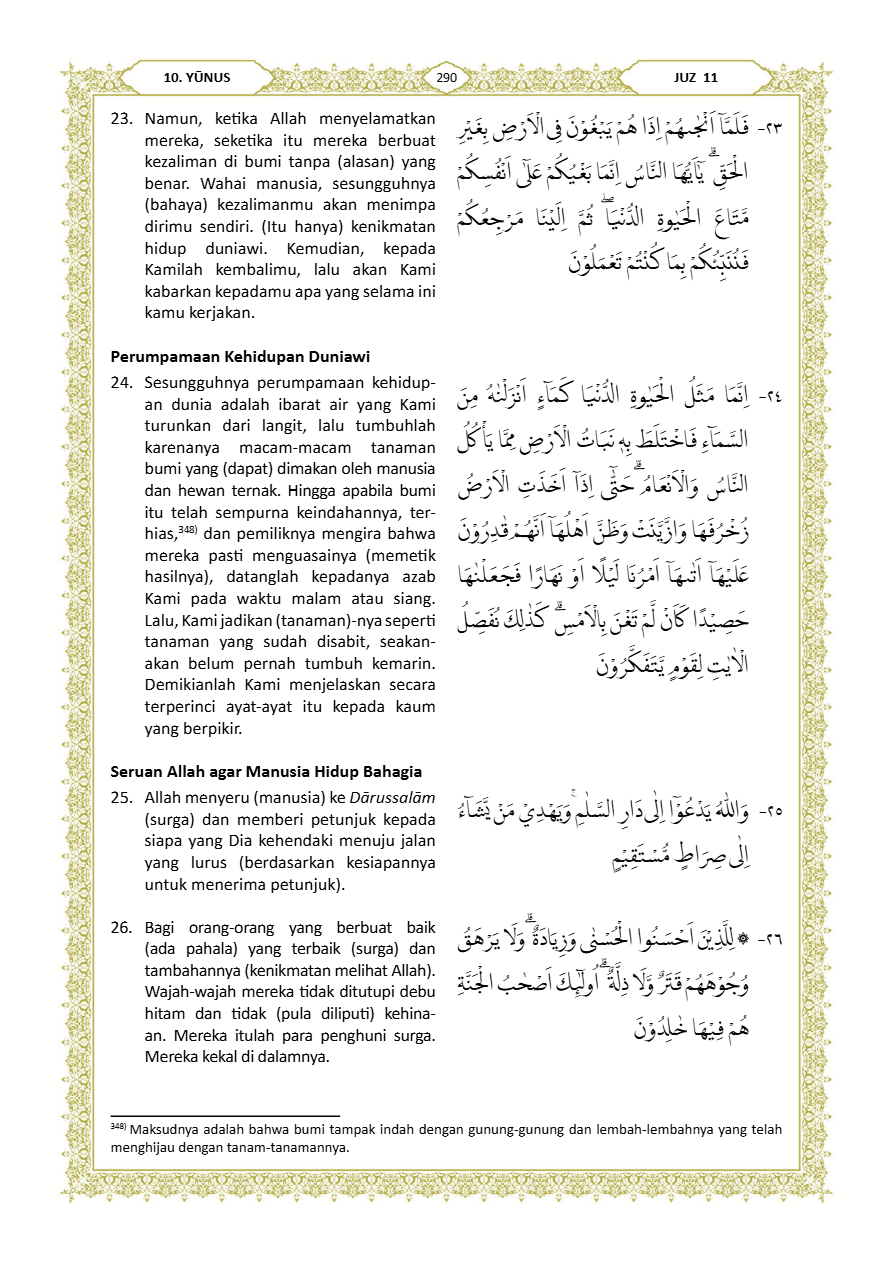 10. YŪNUS
290
JUZ 11
23. Namun, ketika Allah menyelamatkan
mereka, seketika itu mereka berbuat
kezaliman di bumi tanpa (alasan) yang
benar. Wahai manusia, sesungguhnya
(bahaya) kezalimanmu akan menimpa
dirimu sendiri. (Itu hanya) kenikmatan
hidup duniawi. Kemudian, kepada
Kamilah kembalimu, lalu akan Kami
kabarkan kepadamu apa yang selama ini
kamu kerjakan.
٢٣- فَلَمَّآ اَنْجٰىهُمْ اِذَا هُمْ يَبْغُوْنَ فِى الْاَرْضِ بِغَيْرِ
الْحَقِّ ۗ يٰٓاَيُّهَا النَّاسُ اِنَّمَا بَغْيُكُمْ عَلٰٓى اَنْفُسِكُمْ
مَّتَاعَ الْحَيٰوةِ الدُّنْيَا ۖ ثُمَّ اِلَيْنَا مَرْجِعُكُمْ
فَنُنَبِّئُكُمْ بِمَا كُنْتُمْ تَعْمَلُوْنَ
Perumpamaan Kehidupan Duniawi
24. Sesungguhnya perumpamaan kehidup-
an dunia adalah ibarat air yang Kami
turunkan dari langit, lalu tumbuhlah
karenanya macam-macam tanaman
bumi yang (dapat) dimakan oleh manusia
dan hewan ternak. Hingga apabila bumi
itu telah sempurna keindahannya, ter-
hias,348) dan pemiliknya mengira bahwa
mereka pasti menguasainya (memetik
hasilnya), datanglah kepadanya azab
Kami pada waktu malam atau siang.
Lalu, Kami jadikan (tanaman)-nya seperti
tanaman yang sudah disabit, seakan-
akan belum pernah tumbuh kemarin.
Demikianlah Kami menjelaskan secara
terperinci ayat-ayat itu kepada kaum
yang berpikir.
٢٤- اِنَّمَا مَثَلُ الْحَيٰوةِ الدُّنْيَا كَمَاۤءٍ اَنْزَلْنٰهُ مِنَ
السَّمَاۤءِ فَاخْتَلَطَ بِهٖ نَبَاتُ الْاَرْضِ مِمَّا يَأْكُلُ
النَّاسُ وَالْاَنْعَامُ ۗ حَتّٰٓى اِذَآ اَخَذَتِ الْاَرْضُ
زُخْرُفَهَا وَازَّيَّنَتْ وَظَنَّ اَهْلُهَآ اَنَّهُمْ قٰدِرُوْنَ
عَلَيْهَآ اَتٰىهَآ اَمْرُنَا لَيْلًا اَوْ نَهَارًا فَجَعَلْنٰهَا
حَصِيْدًا كَاَنْ لَّمْ تَغْنَ بِالْاَمْسِ ۗ كَذٰلِكَ نُفَصِّلُ
الْاٰيٰتِ لِقَوْمٍ يَّتَفَكَّرُوْنَ
Seruan Allah agar Manusia Hidup Bahagia
25. Allah menyeru (manusia) ke Dārussalām
(surga) dan memberi petunjuk kepada
siapa yang Dia kehendaki menuju jalan
yang lurus (berdasarkan kesiapannya
untuk menerima petunjuk).
٢٥- وَاللّٰهُ يَدْعُوْٓا اِلٰى دَارِ السَّلٰمِ ۚ وَيَهْدِيْ مَنْ يَّشَاۤءُ
اِلٰى صِرَاطٍ مُّسْتَقِيْمٍ
26. Bagi orang-orang yang berbuat baik
(ada pahala) yang terbaik (surga) dan
tambahannya (kenikmatan melihat Allah).
Wajah-wajah mereka tidak ditutupi debu
hitam dan tidak (pula diliputi) kehina-
an. Mereka itulah para penghuni surga.
Mereka kekal di dalamnya.
٢٦- ۞ لِلَّذِيْنَ اَحْسَنُوا الْحُسْنٰى وَزِيَادَةٌ ۗ وَلَا يَرْهَقُ
وُجُوْهَهُمْ قَتَرٌ وَّلَا ذِلَّةٌ ۗ اُولٰۤىِٕكَ اَصْحٰبُ الْجَنَّةِ
هُمْ فِيْهَا خٰلِدُوْنَ
348) Maksudnya adalah bahwa bumi tampak indah dengan gunung-gunung dan lembah-lembahnya yang telah
menghijau dengan tanam-tanamannya.